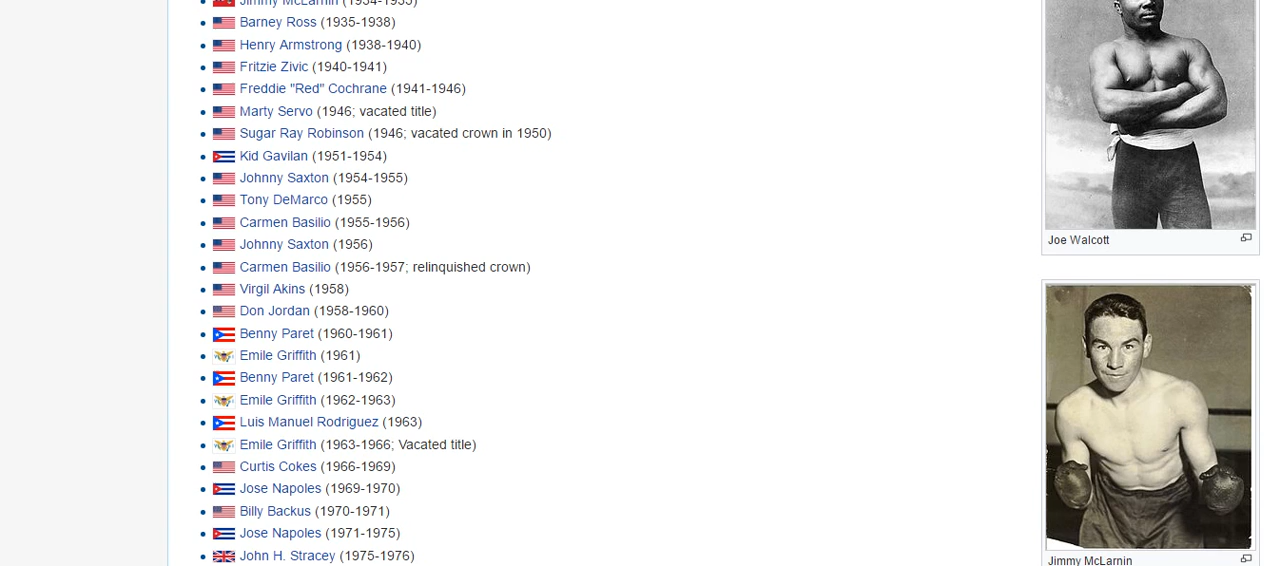 Jimmy McLarnin (1934-1935)
Barney Ross (1935-1938)
Henry Armstrong (1938-1940)
Fritzie Zivic (1940-1941)
Freddie "Red" Cochrane (1941-1946)
Marty Servo (1946; vacated title)
Sugar Ray Robinson (1946; vacated crown in 1950)
Kid Gavilan (1951-1954)
Johnny Saxton (1954-1955)
Tony DeMarco (1955)
Carmen Basilio (1955-1956)
Johnny Saxton (1956)
Carmen Basilio (1956-1957; relinquished crown)
Virgil Akins (1958)
Don Jordan (1958-1960)
Benny Paret (1960-1961)
Emile Griffith (1961)
Benny Paret (1961-1962)
Emile Griffith (1962-1963)
Luis Manuel Rodriguez (1963)
Emile Griffith (1963-1966; Vacated title)
Curtis Cokes (1966-1969)
Jose Napoles (1969-1970)
Billy Backus (1970-1971)
Jose Napoles (1971-1975)
John H. Stracey (1975-1976)
Joe Walcott
Jimmy McLarnin